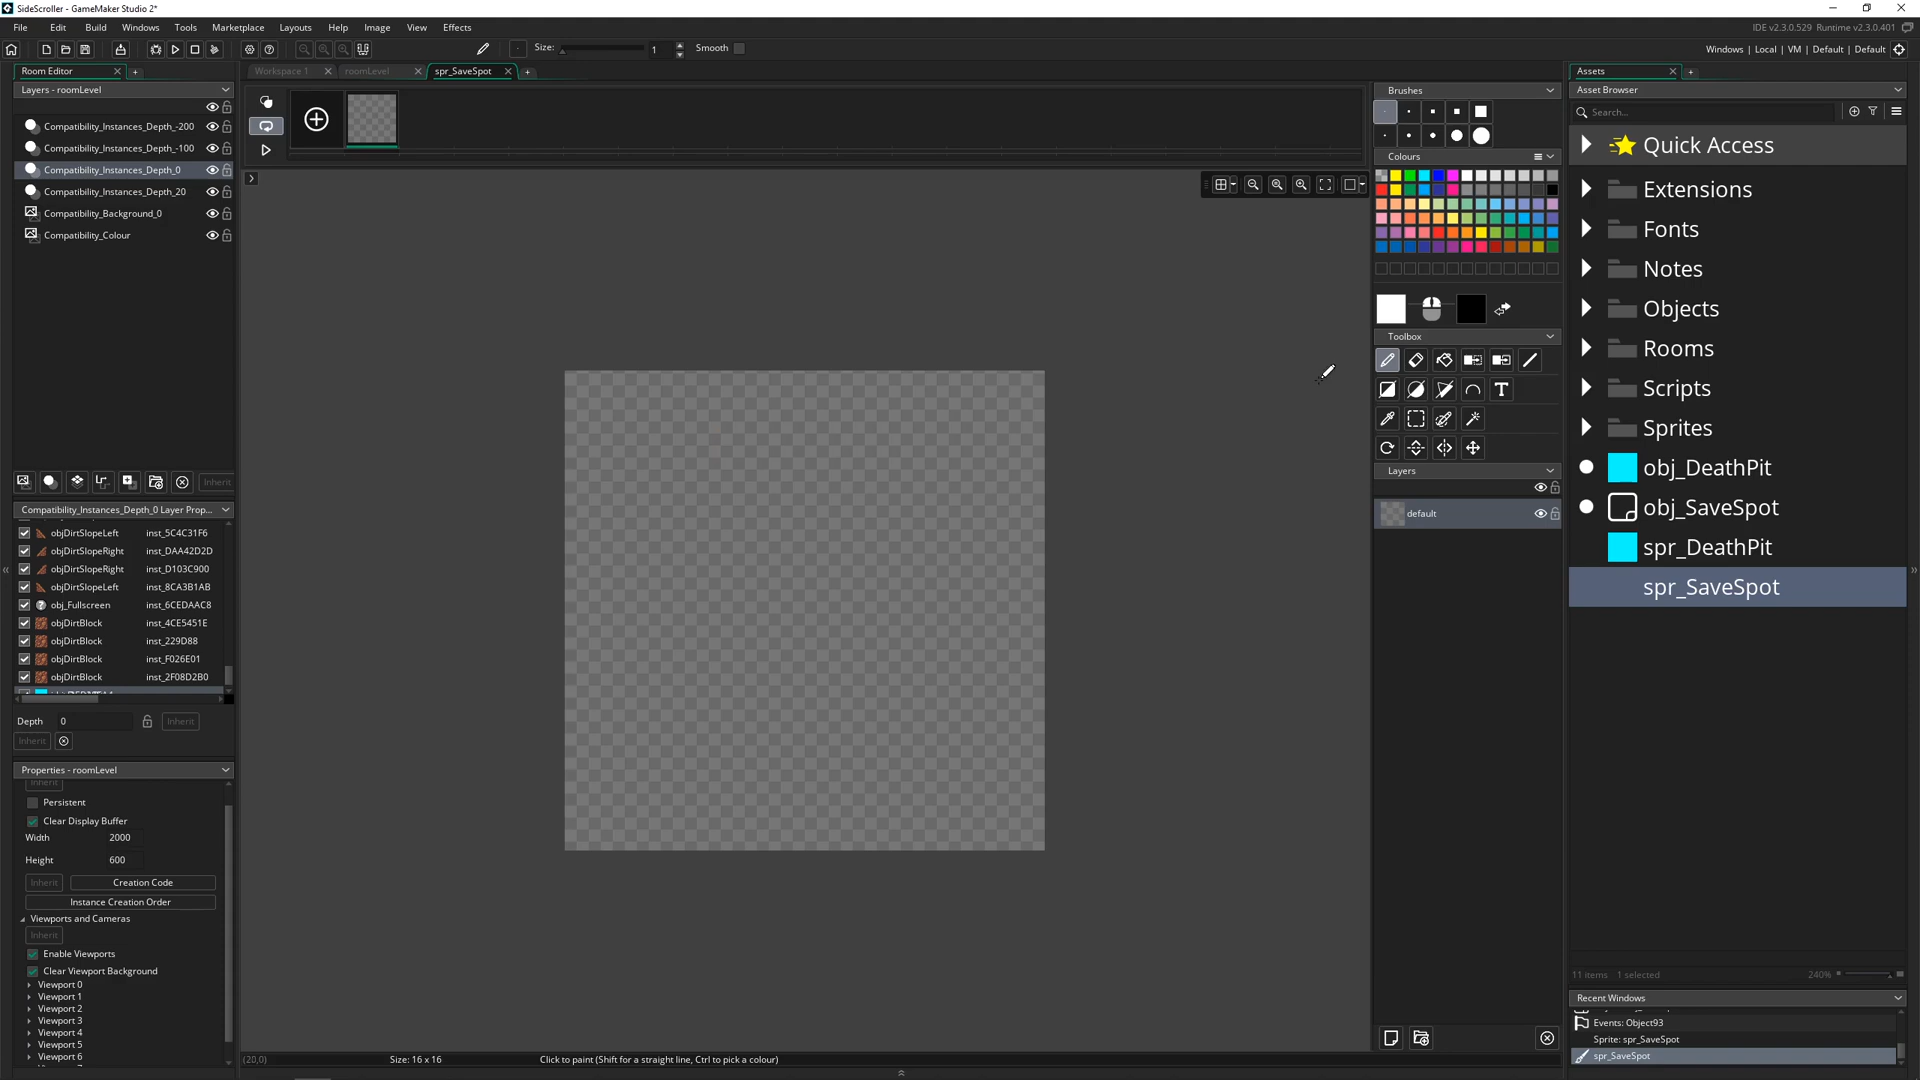 SideScroller - GameMaker Studio 2*
File Edit Build Windows Tools Marketplace Layouts Help Image View Effects
IDE v2.3.0.529 Runtime v2.3.0.401
Size: 1 Smooth
Windows | Local | VM | Default | Default
Room Editor
Workspace 1 roomLevel spr_SaveSpot
Assets
Layers - roomLevel
Brushes
Asset Browser
Search...
Compatibility_Instances_Depth_-200
Compatibility_Instances_Depth_-100
Compatibility_Instances_Depth_0
Compatibility_Instances_Depth_20
Compatibility_Background_0
Compatibility_Colour
Colours
Toolbox
Layers
default
Quick Access
Extensions
Fonts
Notes
Objects
Rooms
Scripts
Sprites
obj_DeathPit
obj_SaveSpot
spr_DeathPit
spr_SaveSpot
Inherit
Compatibility_Instances_Depth_0 Layer Prop...
objDirtSlopeLeft inst_5C4C31F6
objDirtSlopeRight inst_DAA42D2D
objDirtSlopeRight inst_D103C900
objDirtSlopeLeft inst_8CA3B1AB
obj_Fullscreen inst_6CEDAAC8
objDirtBlock inst_4CE5451E
objDirtBlock inst_229D88
objDirtBlock inst_F026E01
objDirtBlock inst_2F08D2B0
Depth 0 Inherit
Inherit
Properties - roomLevel
Inherit
Persistent
Clear Display Buffer
Width 2000
Height 600
Inherit Creation Code
Instance Creation Order
Viewports and Cameras
Inherit
Enable Viewports
Clear Viewport Background
Viewport 0
Viewport 1
Viewport 2
Viewport 3
Viewport 4
Viewport 5
Viewport 6
(20,0) Size: 16 x 16 Click to paint (Shift for a straight line, Ctrl to pick a colour)
11 items 1 selected 240%
Recent Windows
Events: Object93
Sprite: spr_SaveSpot
spr_SaveSpot